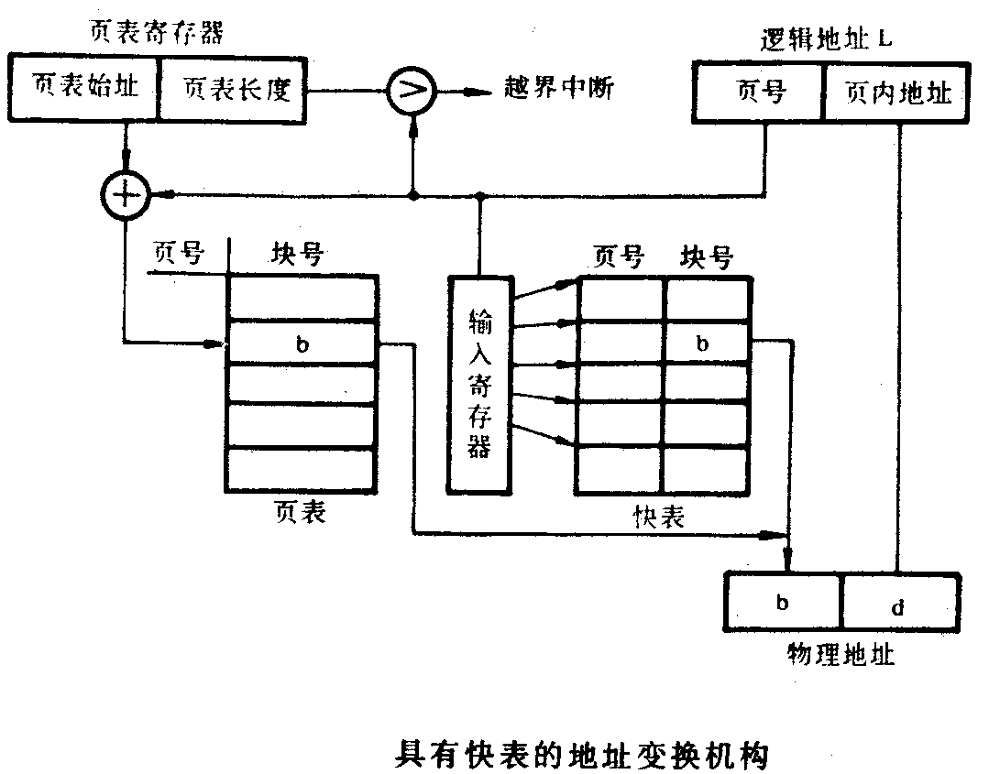 页表寄存器
逻辑地址 L
页表始址 页表长度
>
越界中断
页号 页内地址
+
页号 块号
页号 块号
输入寄存器
b
b
页表
快表
b d
物理地址
具有快表的地址变换机构